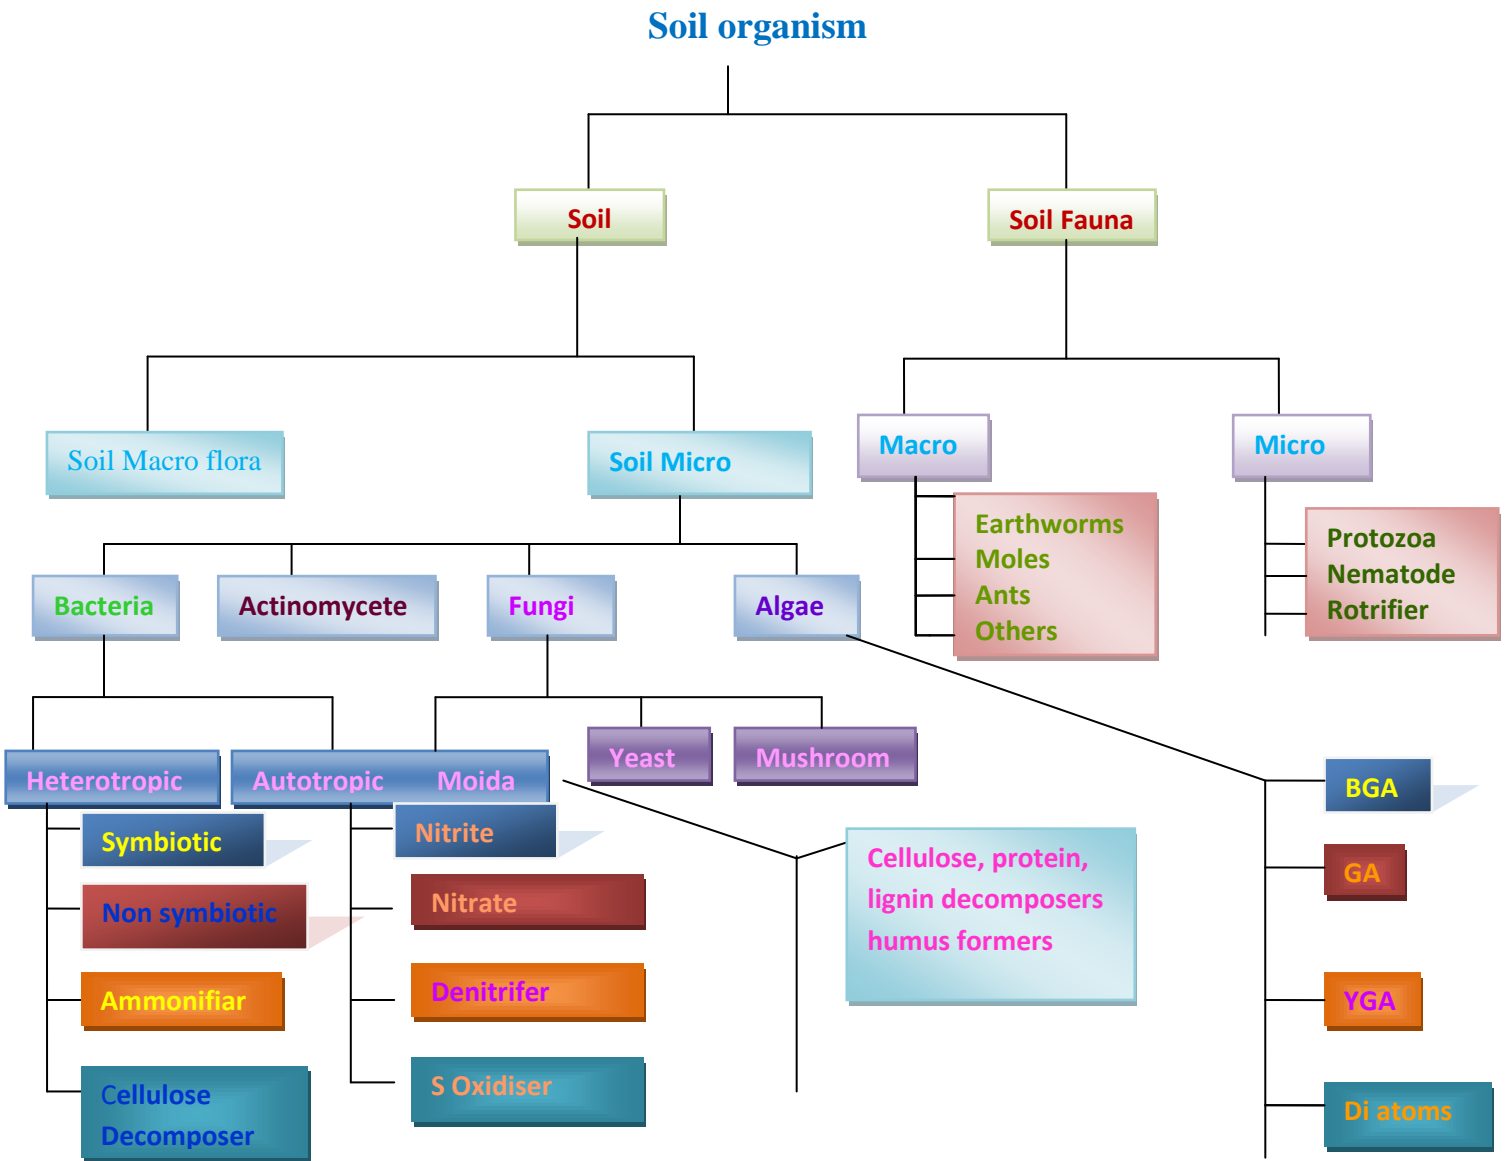 Soil organism
Soil
Soil Fauna
Soil Macro flora
Soil Micro
Macro
Micro
Earthworms
Moles
Ants
Others
Protozoa
Nematode
Rotrifier
Bacteria
Actinomycete
Fungi
Algae
Heterotropic
Autotropic
Moida
Yeast
Mushroom
BGA
Symbiotic
Nitrite
Cellulose, protein,
lignin decomposers
humus formers
GA
Non symbiotic
Nitrate
Ammonifiar
Denitrifer
YGA
Cellulose
Decomposer
S Oxidiser
Di atoms